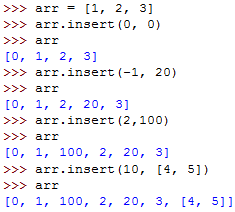 >>> arr = [1, 2, 3]
>>> arr.insert(0, 0)
>>> arr
[0, 1, 2, 3]
>>> arr.insert(-1, 20)
>>> arr
[0, 1, 2, 20, 3]
>>> arr.insert(2,100)
>>> arr
[0, 1, 100, 2, 20, 3]
>>> arr.insert(10, [4, 5])
>>> arr
[0, 1, 100, 2, 20, 3, [4, 5]]